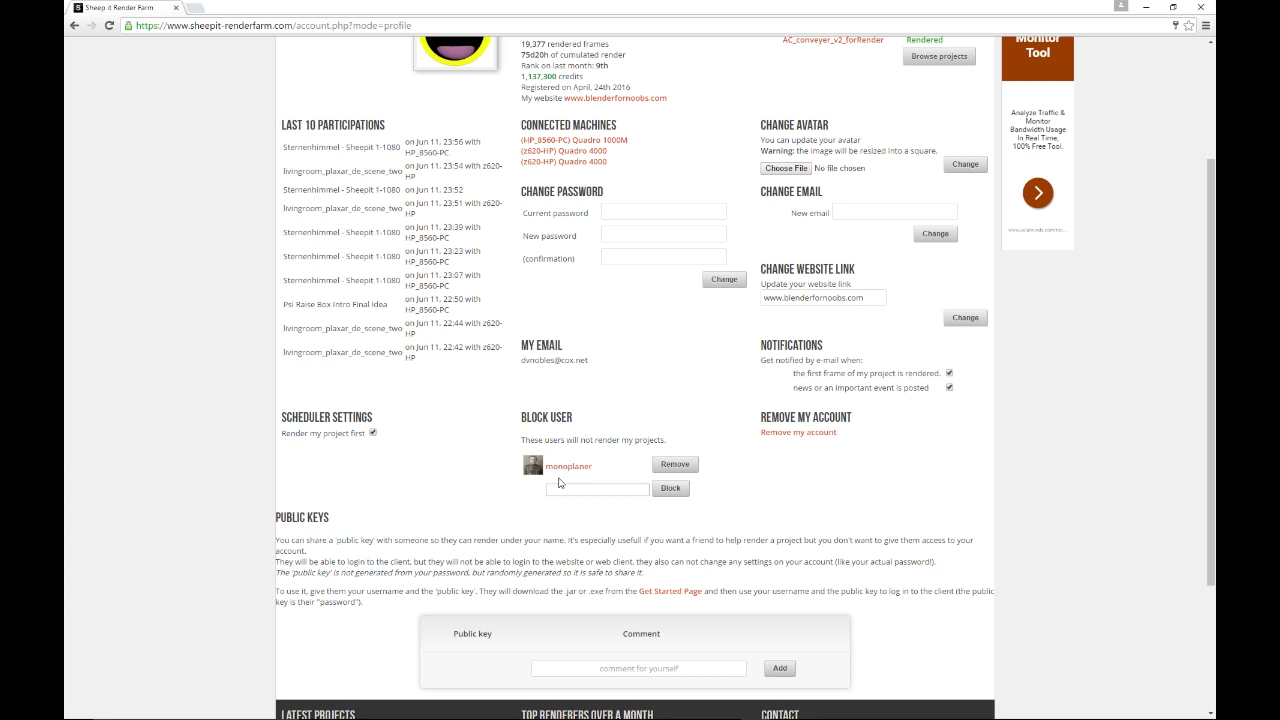 Sheep it Render Farm
https://www.sheepit-renderfarm.com/account.php?mode=profile
19,377 rendered frames
75d20h of cumulated render
Rank on last month: 9th
1,137,300 credits
Registered on April, 24th 2016
My website www.blenderfornoobs.com
AC_conveyer_v2_forRender Rendered
Browse projects
Monitor
Tool
Analyze Traffic &
Monitor
Bandwidth Usage
In Real Time,
100% Free Tool.
LAST 10 PARTICIPATIONS
Sternenhimmel - Sheepit 1-1080 on Jun 11, 23:56 with
HP_8560-PC
livingroom_plaxar_de_scene_two on Jun 11, 23:54 with z620-
HP
Sternenhimmel - Sheepit 1-1080 on Jun 11, 23:52
livingroom_plaxar_de_scene_two on Jun 11, 23:51 with z620-
HP
Sternenhimmel - Sheepit 1-1080 on Jun 11, 23:39 with
HP_8560-PC
Sternenhimmel - Sheepit 1-1080 on Jun 11, 23:23 with
HP_8560-PC
Sternenhimmel - Sheepit 1-1080 on Jun 11, 23:07 with
HP_8560-PC
Psi Raise Box Intro Final Idea on Jun 11, 22:50 with
HP_8560-PC
livingroom_plaxar_de_scene_two on Jun 11, 22:44 with z620-
HP
livingroom_plaxar_de_scene_two on Jun 11, 22:42 with z620-
HP
CONNECTED MACHINES
(HP_8560-PC) Quadro 1000M
(z620-HP) Quadro 4000
(z620-HP) Quadro 4000
CHANGE PASSWORD
Current password
New password
(confirmation)
Change
CHANGE AVATAR
You can update your avatar
Warning: the image will be resized into a square.
Choose File No file chosen
Change
CHANGE EMAIL
New email
Change
CHANGE WEBSITE LINK
Update your website link
www.blenderfornoobs.com
Change
MY EMAIL
dvnobles@cox.net
NOTIFICATIONS
Get notified by e-mail when:
the first frame of my project is rendered.
news or an important event is posted
SCHEDULER SETTINGS
Render my project first
BLOCK USER
These users will not render my projects.
monoplaner
Remove
Block
REMOVE MY ACCOUNT
Remove my account
PUBLIC KEYS
You can share a 'public key' with someone so they can render under your name. It's especially usefull if you want a friend to help render a project but you don't want to give them access to your
account.
They will be able to login to the client, but they will not be able to login to the website or web client, they also can not change any settings on your account (like your actual password!).
The 'public key' is not generated from your password, but randomly generated so it is safe to share it.
To use it, give them your username and the 'public key'. They will download the .jar or .exe from the Get Started Page and then use your username and the public key to log in to the client (the public
key is their "password").
Public key Comment
comment for yourself Add
LATEST PROJECTS TOP RENDERERS OVER A MONTH CONTACT